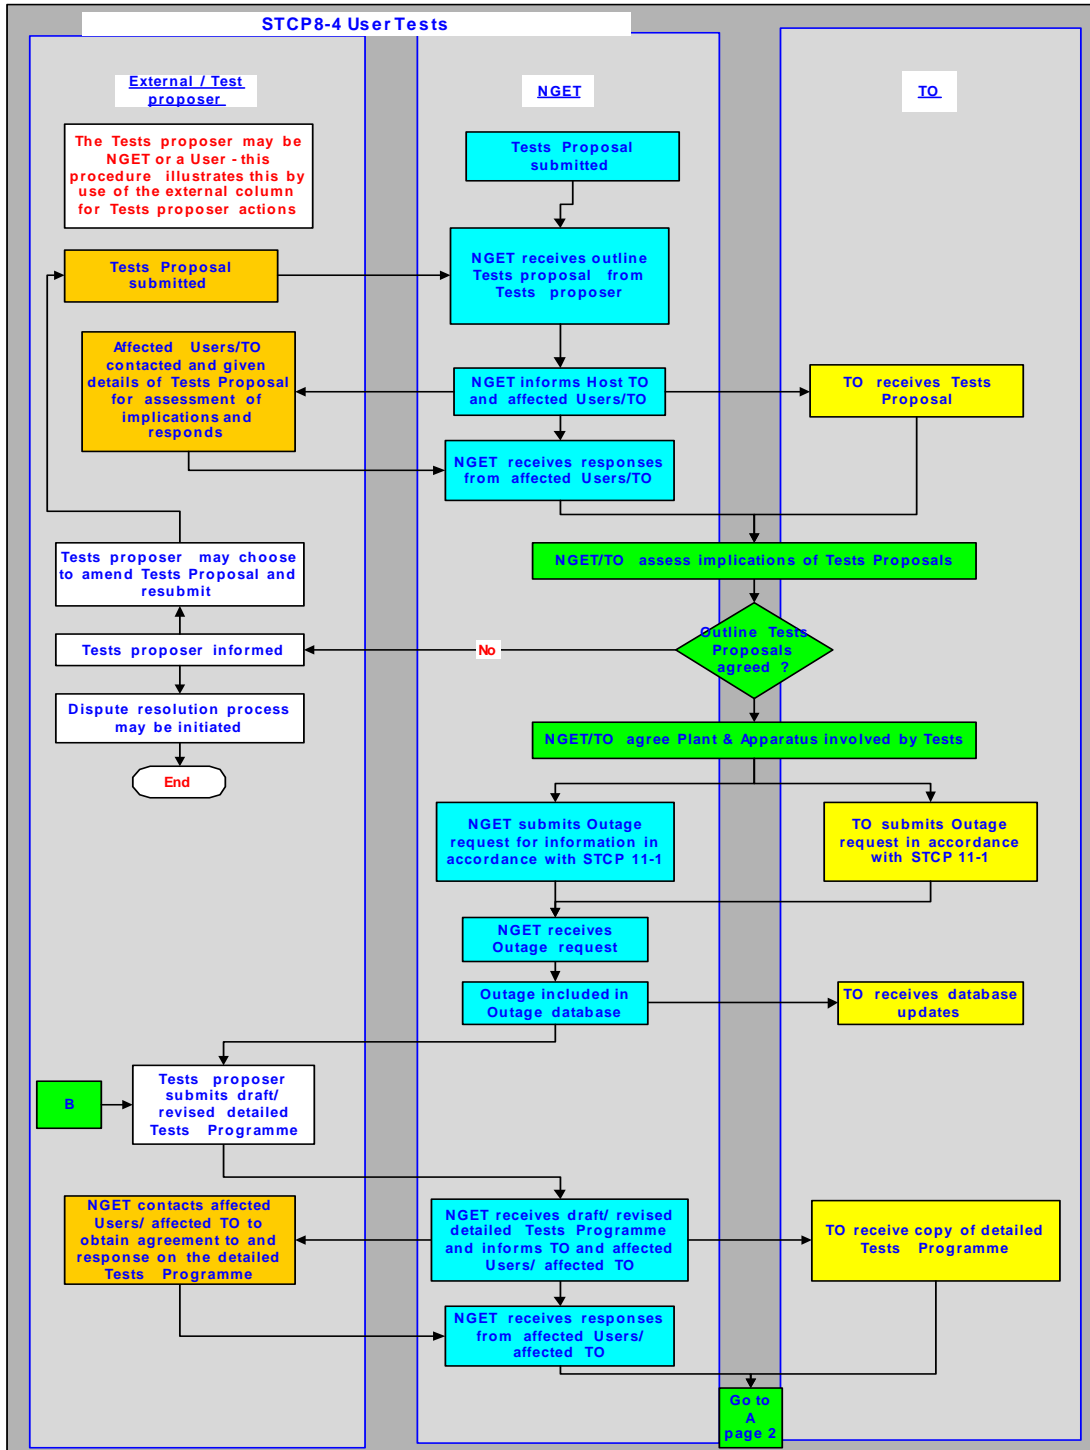 STCP8-4 User Tests
External / Test
proposer
NGET
TO
The Tests proposer may be
NGET or a User - this
procedure illustrates this by
use of the external column
for Tests proposer actions
Tests Proposal
submitted
Tests Proposal
submitted
NGET receives outline
Tests proposal from
Tests proposer
Affected Users/TO
contacted and given
details of Tests Proposal
for assessment of
implications and
responds
NGET informs Host TO
and affected Users/TO
TO receives Tests
Proposal
NGET receives responses
from affected Users/TO
Tests proposer may choose
to amend Tests Proposal and
resubmit
NGET/TO assess implications of Tests Proposals
Outline Tests
Proposals
agreed ?
No
Tests proposer informed
Dispute resolution process
may be initiated
End
NGET/TO agree Plant & Apparatus involved by Tests
NGET submits Outage
request for information in
accordance with STCP 11-1
TO submits Outage
request in accordance
with STCP 11-1
NGET receives
Outage request
Outage included in
Outage database
TO receives database
updates
B
Tests proposer
submits draft/
revised detailed
Tests Programme
NGET contacts affected
Users/ affected TO to
obtain agreement to and
response on the detailed
Tests Programme
NGET receives draft/ revised
detailed Tests Programme
and informs TO and affected
Users/ affected TO
TO receive copy of detailed
Tests Programme
NGET receives responses
from affected Users/
affected TO
Go to
A
page 2